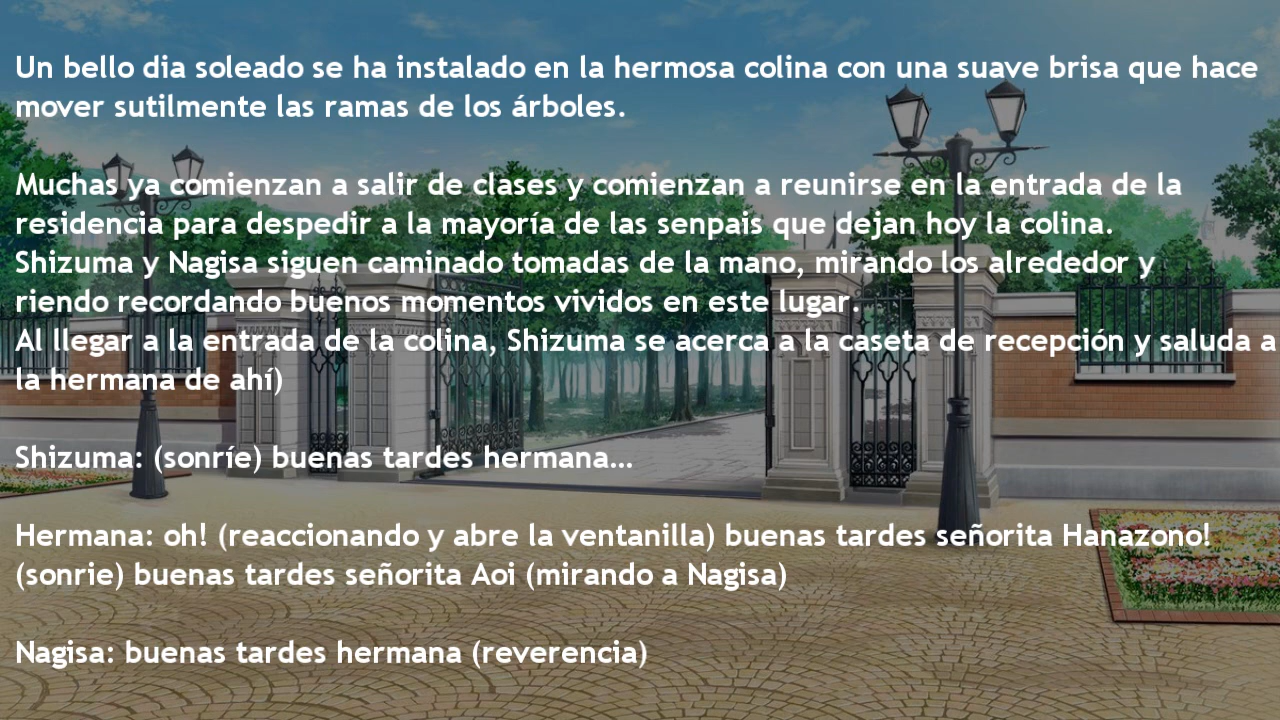 Un bello dia soleado se ha instalado en la hermosa colina con una suave brisa que hace
mover sutilmente las ramas de los árboles.
Muchas ya comienzan a salir de clases y comienzan a reunirse en la entrada de la
residencia para despedir a la mayoría de las senpais que dejan hoy la colina.
Shizuma y Nagisa siguen caminado tomadas de la mano, mirando los alrededor y
riendo recordando buenos momentos vividos en este lugar.
Al llegar a la entrada de la colina, Shizuma se acerca a la caseta de recepción y saluda a
la hermana de ahí)
Shizuma: (sonríe) buenas tardes hermana...
Hermana: oh! (reaccionando y abre la ventanilla) buenas tardes señorita Hanazono!
(sonrie) buenas tardes señorita Aoi (mirando a Nagisa)
Nagisa: buenas tardes hermana (reverencia)